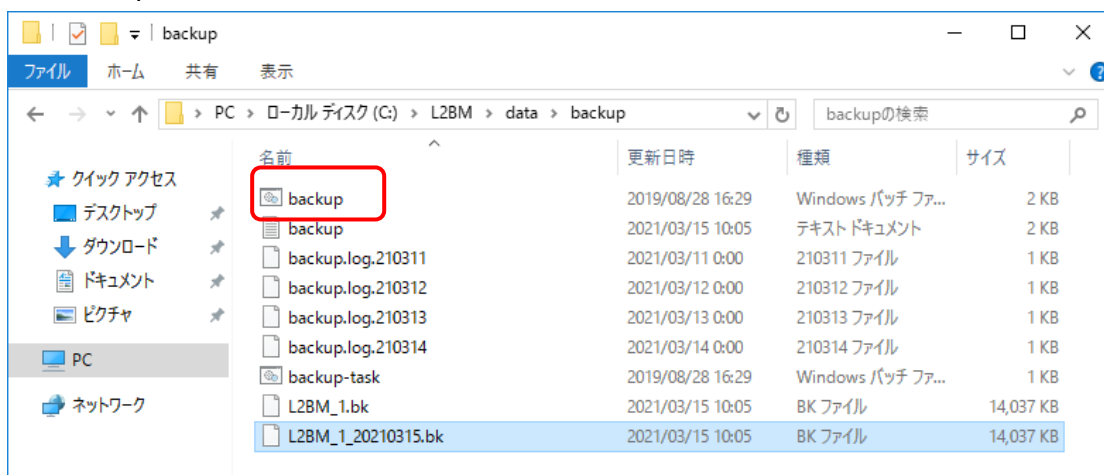 backup
ファイル ホーム 共有 表示
PC > ローカル ディスク (C:) > L2BM > data > backup backupの検索
名前 更新日時 種類 サイズ
クイック アクセス
デスクトップ
ダウンロード
ドキュメント
ピクチャ
PC
ネットワーク
backup 2019/08/28 16:29 Windows バッチ ファ... 2 KB
backup 2021/03/15 10:05 テキスト ドキュメント 2 KB
backup.log.210311 2021/03/11 0:00 210311 ファイル 1 KB
backup.log.210312 2021/03/12 0:00 210312 ファイル 1 KB
backup.log.210313 2021/03/13 0:00 210313 ファイル 1 KB
backup.log.210314 2021/03/14 0:00 210314 ファイル 1 KB
backup-task 2019/08/28 16:29 Windows バッチ ファ... 1 KB
L2BM_1.bk 2021/03/15 10:05 BK ファイル 14,037 KB
L2BM_1_20210315.bk 2021/03/15 10:05 BK ファイル 14,037 KB